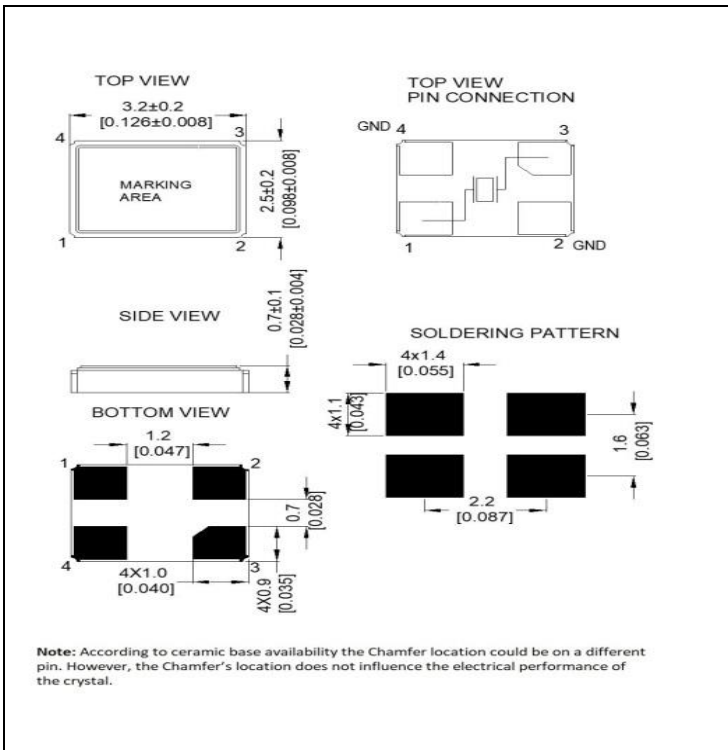 TOP VIEW
3.2±0.2
[0.126±0.008]
4
3
MARKING
AREA
2.5±0.2
[0.098±0.008]
1
2
TOP VIEW
PIN CONNECTION
GND 4
3
1
2 GND
SIDE VIEW
0.7±0.1
[0.028±0.004]
BOTTOM VIEW
1.2
[0.047]
1
2
0.7
[0.028]
4
3
4X1.0
[0.040]
4X0.9
[0.035]
SOLDERING PATTERN
4x1.4
[0.055]
4x1.1
[0.043]
1.6
[0.063]
2.2
[0.087]
Note: According to ceramic base availability the Chamfer location could be on a different
pin. However, the Chamfer's location does not influence the electrical performance of
the crystal.